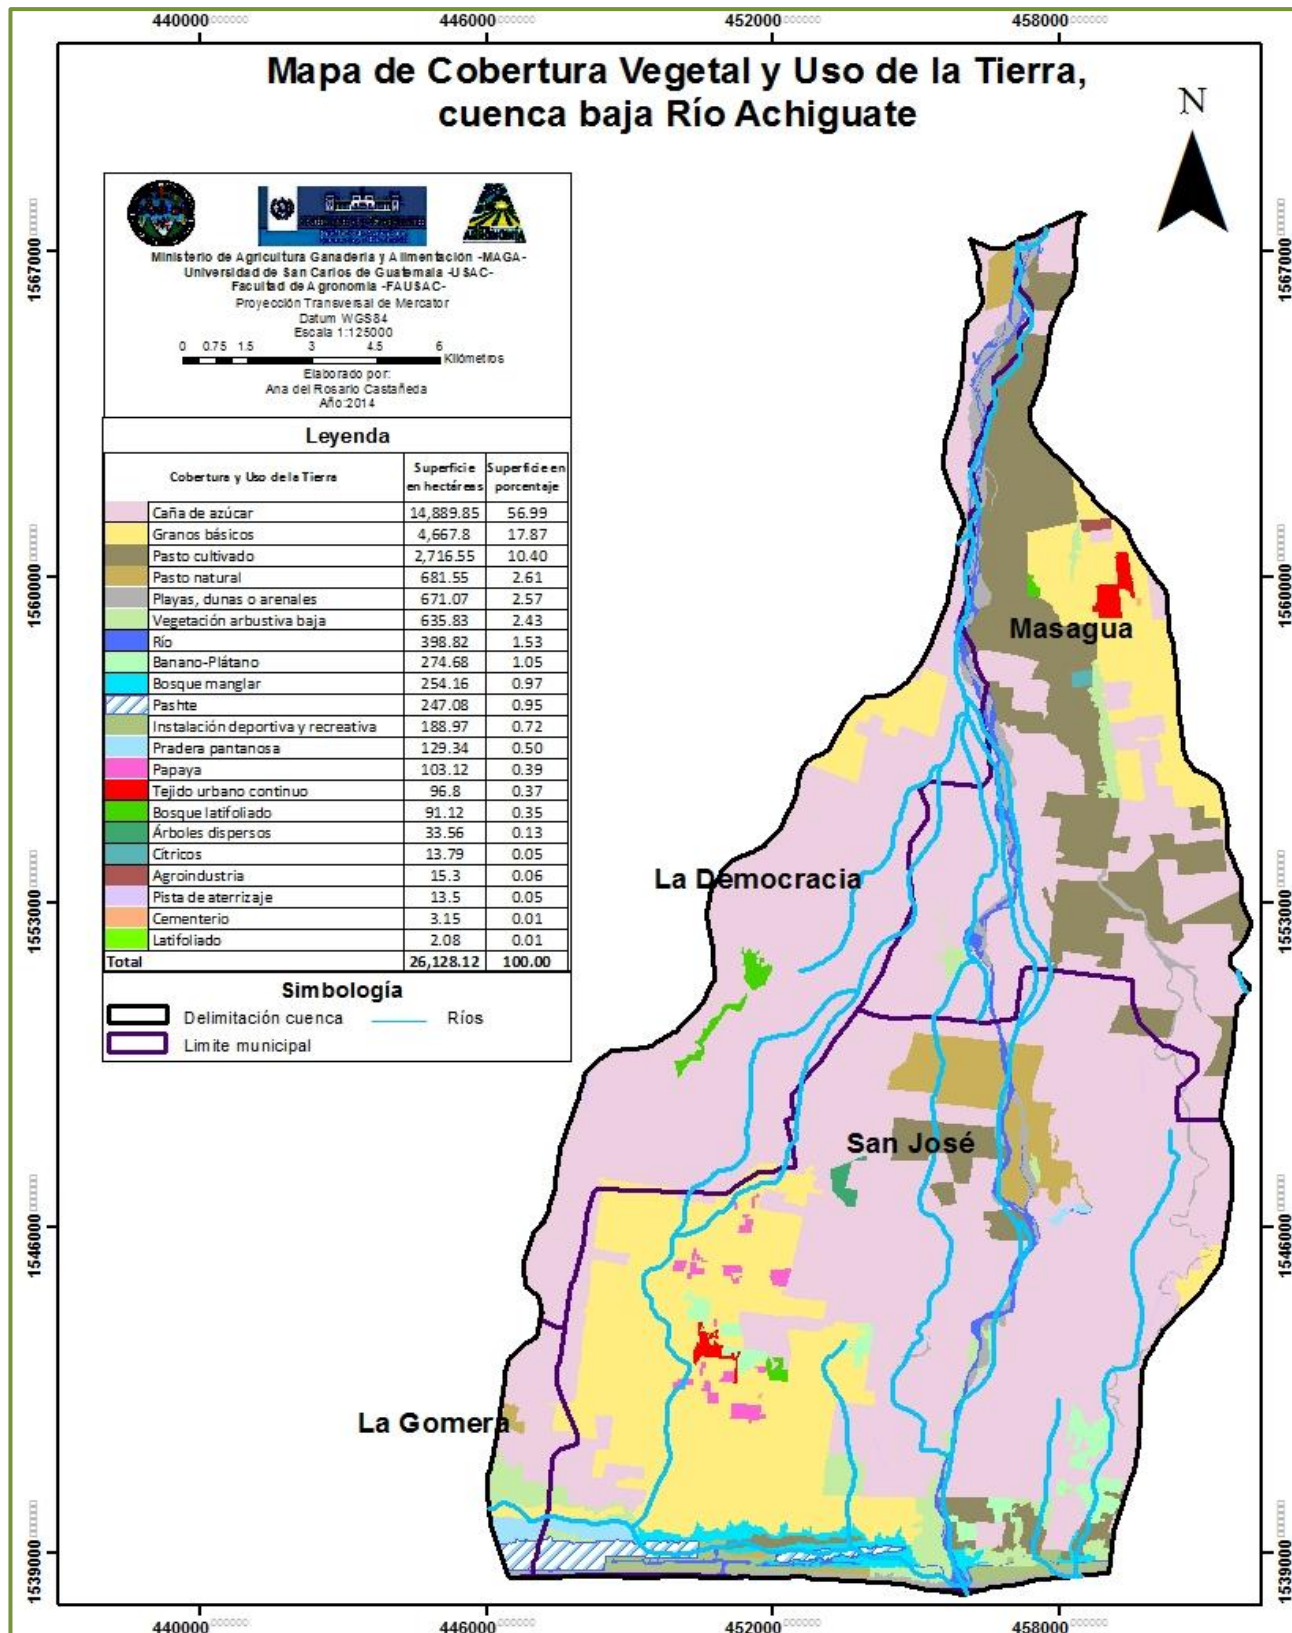 440000 446000 452000 458000
Mapa de Cobertura Vegetal y Uso de la Tierra,
cuenca baja Río Achiguate
N
Ministerio de Agricultura Ganadería y Alimentación -MAGA-
Universidad de San Carlos de Guatemala -USAC-
Facultad de Agronomía -FAUSAC-
Proyección Transversal de Mercator
Datum WGS84
Escala 1:125000
0 0.75 1.5 3 4.5 6
Kilómetros
Elaborado por:
Ana del Rosario Castañeda
Año:2014
Leyenda
Cobertura y Uso de la Tierra Superficie en hectáreas Superficie en porcentaje
Caña de azúcar 14,889.85 56.99
Granos básicos 4,667.8 17.87
Pasto cultivado 2,716.55 10.40
Pasto natural 681.55 2.61
Playas, dunas o arenales 671.07 2.57
Vegetación arbustiva baja 635.83 2.43
Río 398.82 1.53
Banano-Plátano 274.68 1.05
Bosque manglar 254.16 0.97
Pashte 247.08 0.95
Instalación deportiva y recreativa 188.97 0.72
Pradera pantanosa 129.34 0.50
Papaya 103.12 0.39
Tejido urbano continuo 96.8 0.37
Bosque latifoliado 91.12 0.35
Árboles dispersos 33.56 0.13
Cítricos 13.79 0.05
Agroindustria 15.3 0.06
Pista de aterrizaje 13.5 0.05
Cementerio 3.15 0.01
Latifoliado 2.08 0.01
Total 26,128.12 100.00
Simbología
Delimitación cuenca Ríos
Limite municipal
Masagua
La Democracia
San José
La Gomera
1567000
1560000
1553000
1546000
1539000
1567000
1560000
1553000
1546000
1539000
440000 446000 452000 458000